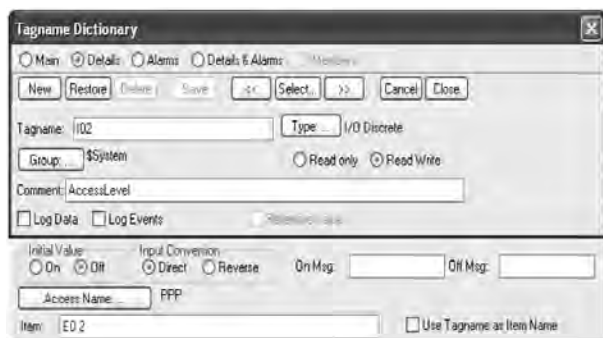 Tagname Dictionary
Main Details Alarms Details & Alarms Members
New Restore Delete Save << Select... >> Cancel Close
Tagname: I02 Type: ... I/O Discrete
Group: ... $System Read only Read Write
Comment: AccessLevel
Log Data Log Events
Initial Value Input Conversion
On Off Direct Reverse On Msg: Off Msg:
Access Name: ... PPP
Item: E0 2 Use Tagname as Item Name